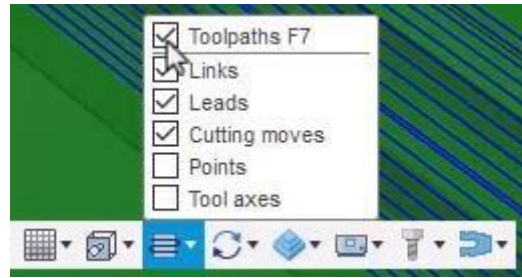 Toolpaths F7
Links
Leads
Cutting moves
Points
Tool axes